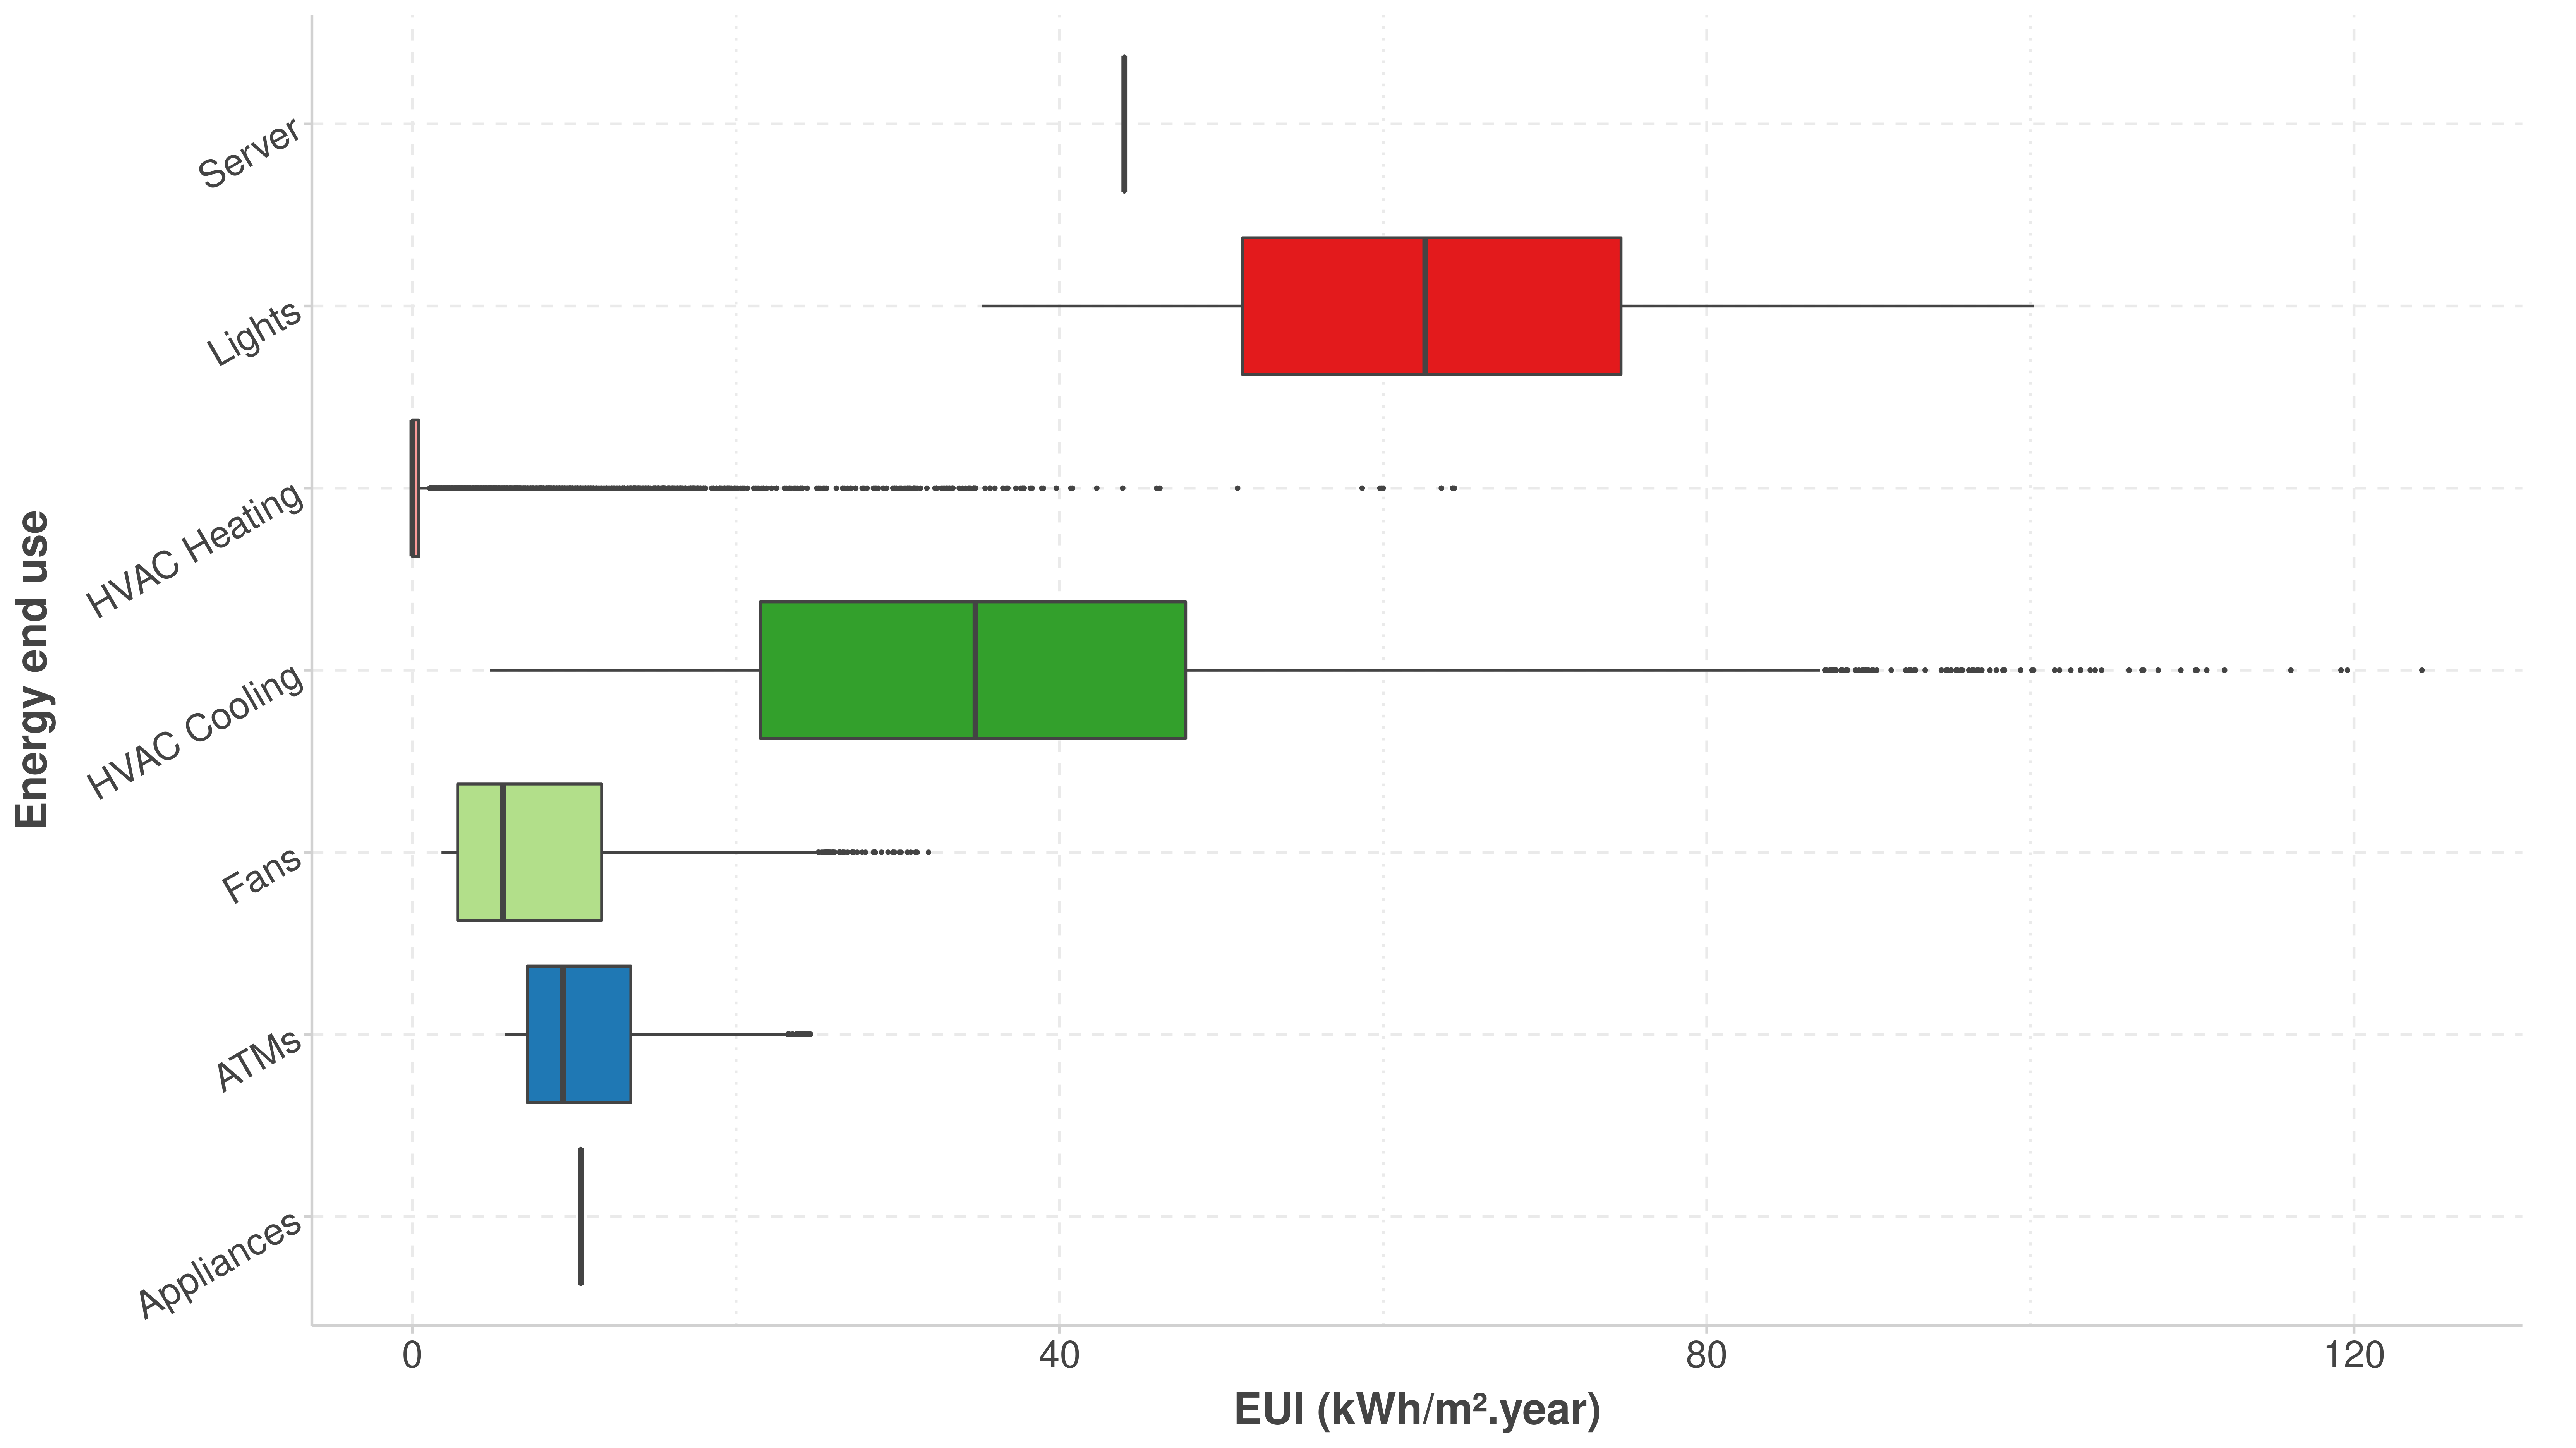 Energy end use
Server
Lights
HVAC Heating
HVAC Cooling
Fans
ATMs
Appliances
0 40 80 120
EUI (kWh/m².year)